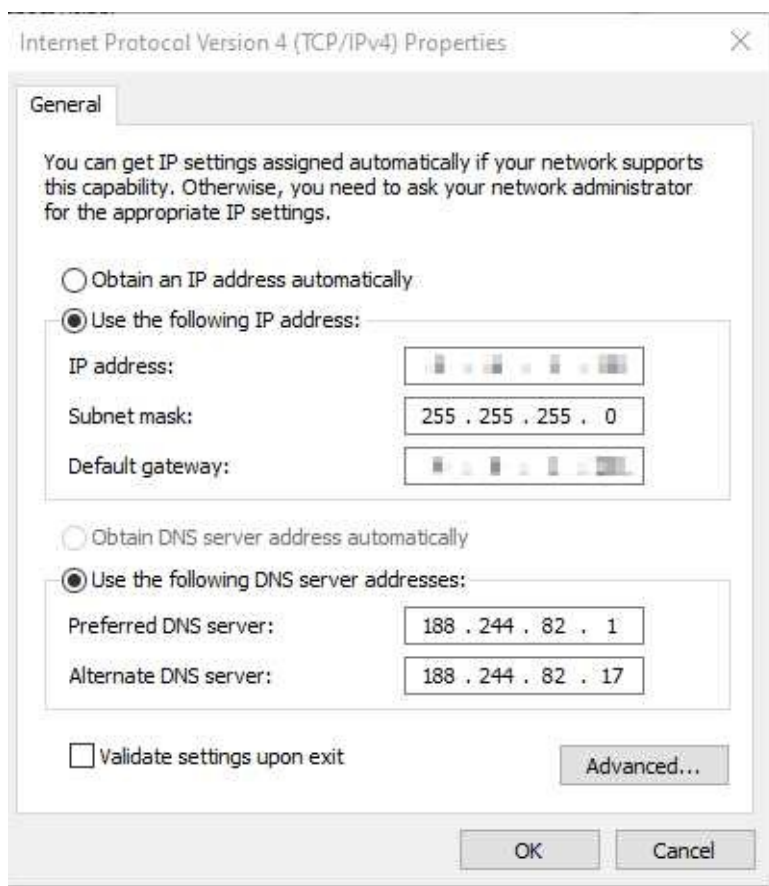 Internet Protocol Version 4 (TCP/IPv4) Properties
General
You can get IP settings assigned automatically if your network supports
this capability. Otherwise, you need to ask your network administrator
for the appropriate IP settings.
Obtain an IP address automatically
Use the following IP address:
IP address:
Subnet mask: 255 . 255 . 255 . 0
Default gateway:
Obtain DNS server address automatically
Use the following DNS server addresses:
Preferred DNS server: 188 . 244 . 82 . 1
Alternate DNS server: 188 . 244 . 82 . 17
Validate settings upon exit
Advanced...
OK Cancel